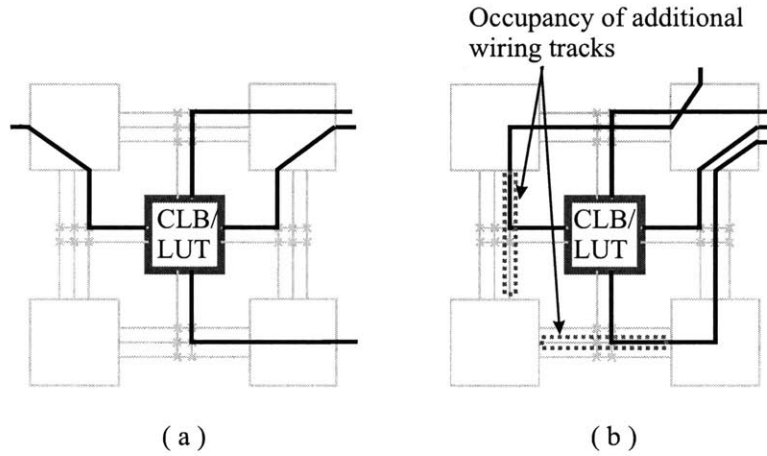 Occupancy of additional
wiring tracks
CLB/
LUT
CLB/
LUT
( a )
( b )